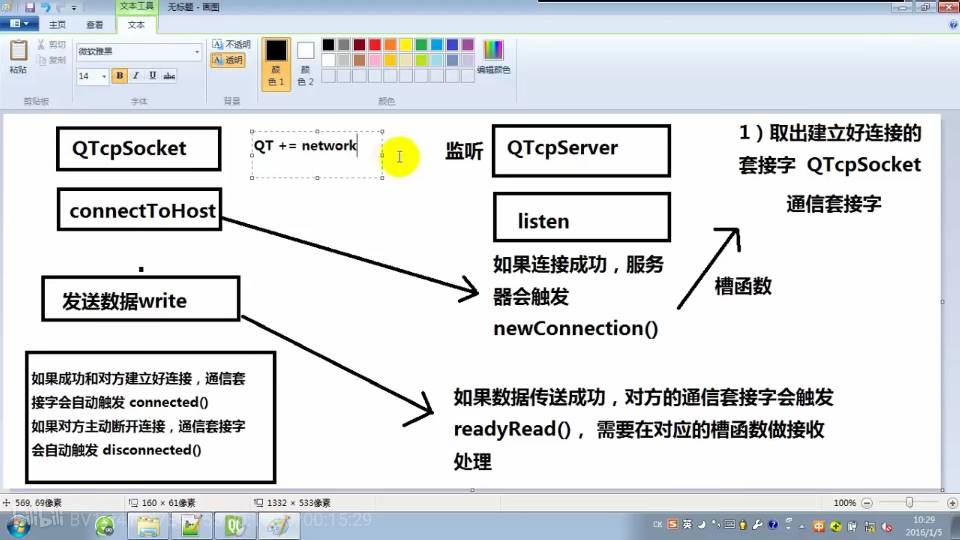 文本工具
无标题 - 画图
主页
查看
文本
粘贴
剪切
复制
剪贴板
微软雅黑
14
B
I
U
abc
字体
不透明
透明
背景
颜色 1
颜色 2
编辑颜色
颜色
QTcpSocket
QT += network
监听
QTcpServer
1）取出建立好连接的
套接字 QTcpSocket
通信套接字
connectToHost
listen
如果连接成功，服务
器会触发
newConnection()
槽函数
发送数据write
如果成功和对方建立好连接，通信套
接字会自动触发 connected()
如果对方主动断开连接，通信套接字
会自动触发 disconnected()
如果数据传送成功，对方的通信套接字会触发
readyRead()， 需要在对应的槽函数做接收
处理
569, 69像素
160 × 61像素
1332 × 533像素
100%
bilibili
00:15:29
CK
10:29
2016/1/5